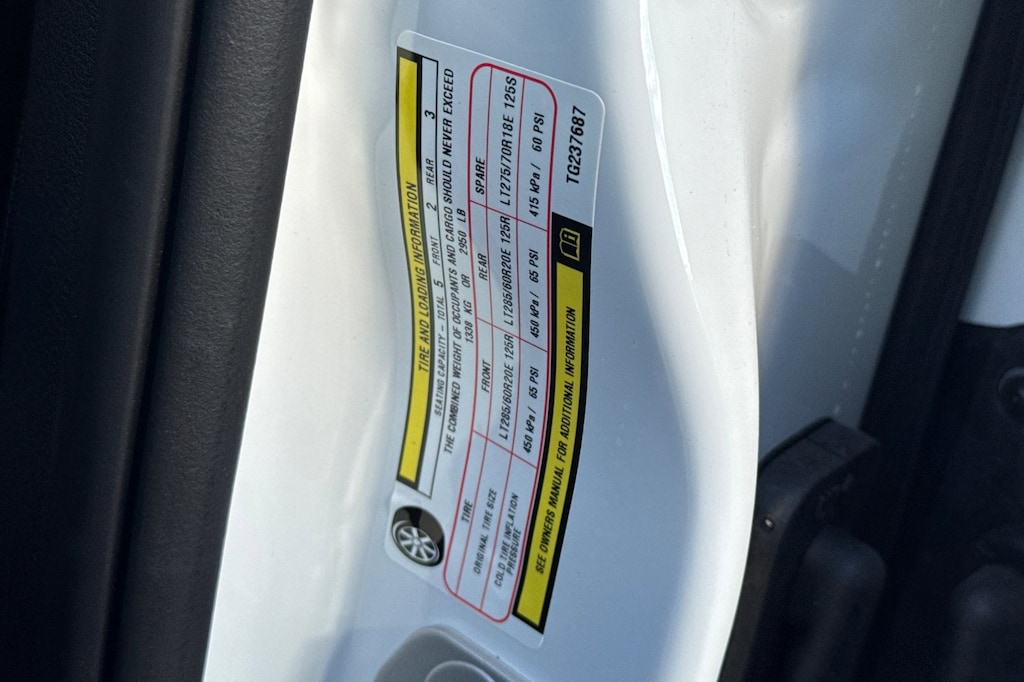 TIRE AND LOADING INFORMATION
SEATING CAPACITY - TOTAL 5 FRONT 2 REAR 3
THE COMBINED WEIGHT OF OCCUPANTS AND CARGO SHOULD NEVER EXCEED
1338 KG OR 2950 LB
TIRE FRONT REAR SPARE
ORIGINAL TIRE SIZE LT285/60R20E 125R LT285/60R20E 125R LT275/70R18E 125S
COLD TIRE INFLATION PRESSURE 450 kPa / 65 PSI 450 kPa / 65 PSI 415 kPa / 60 PSI
SEE OWNERS MANUAL FOR ADDITIONAL INFORMATION
TG237687